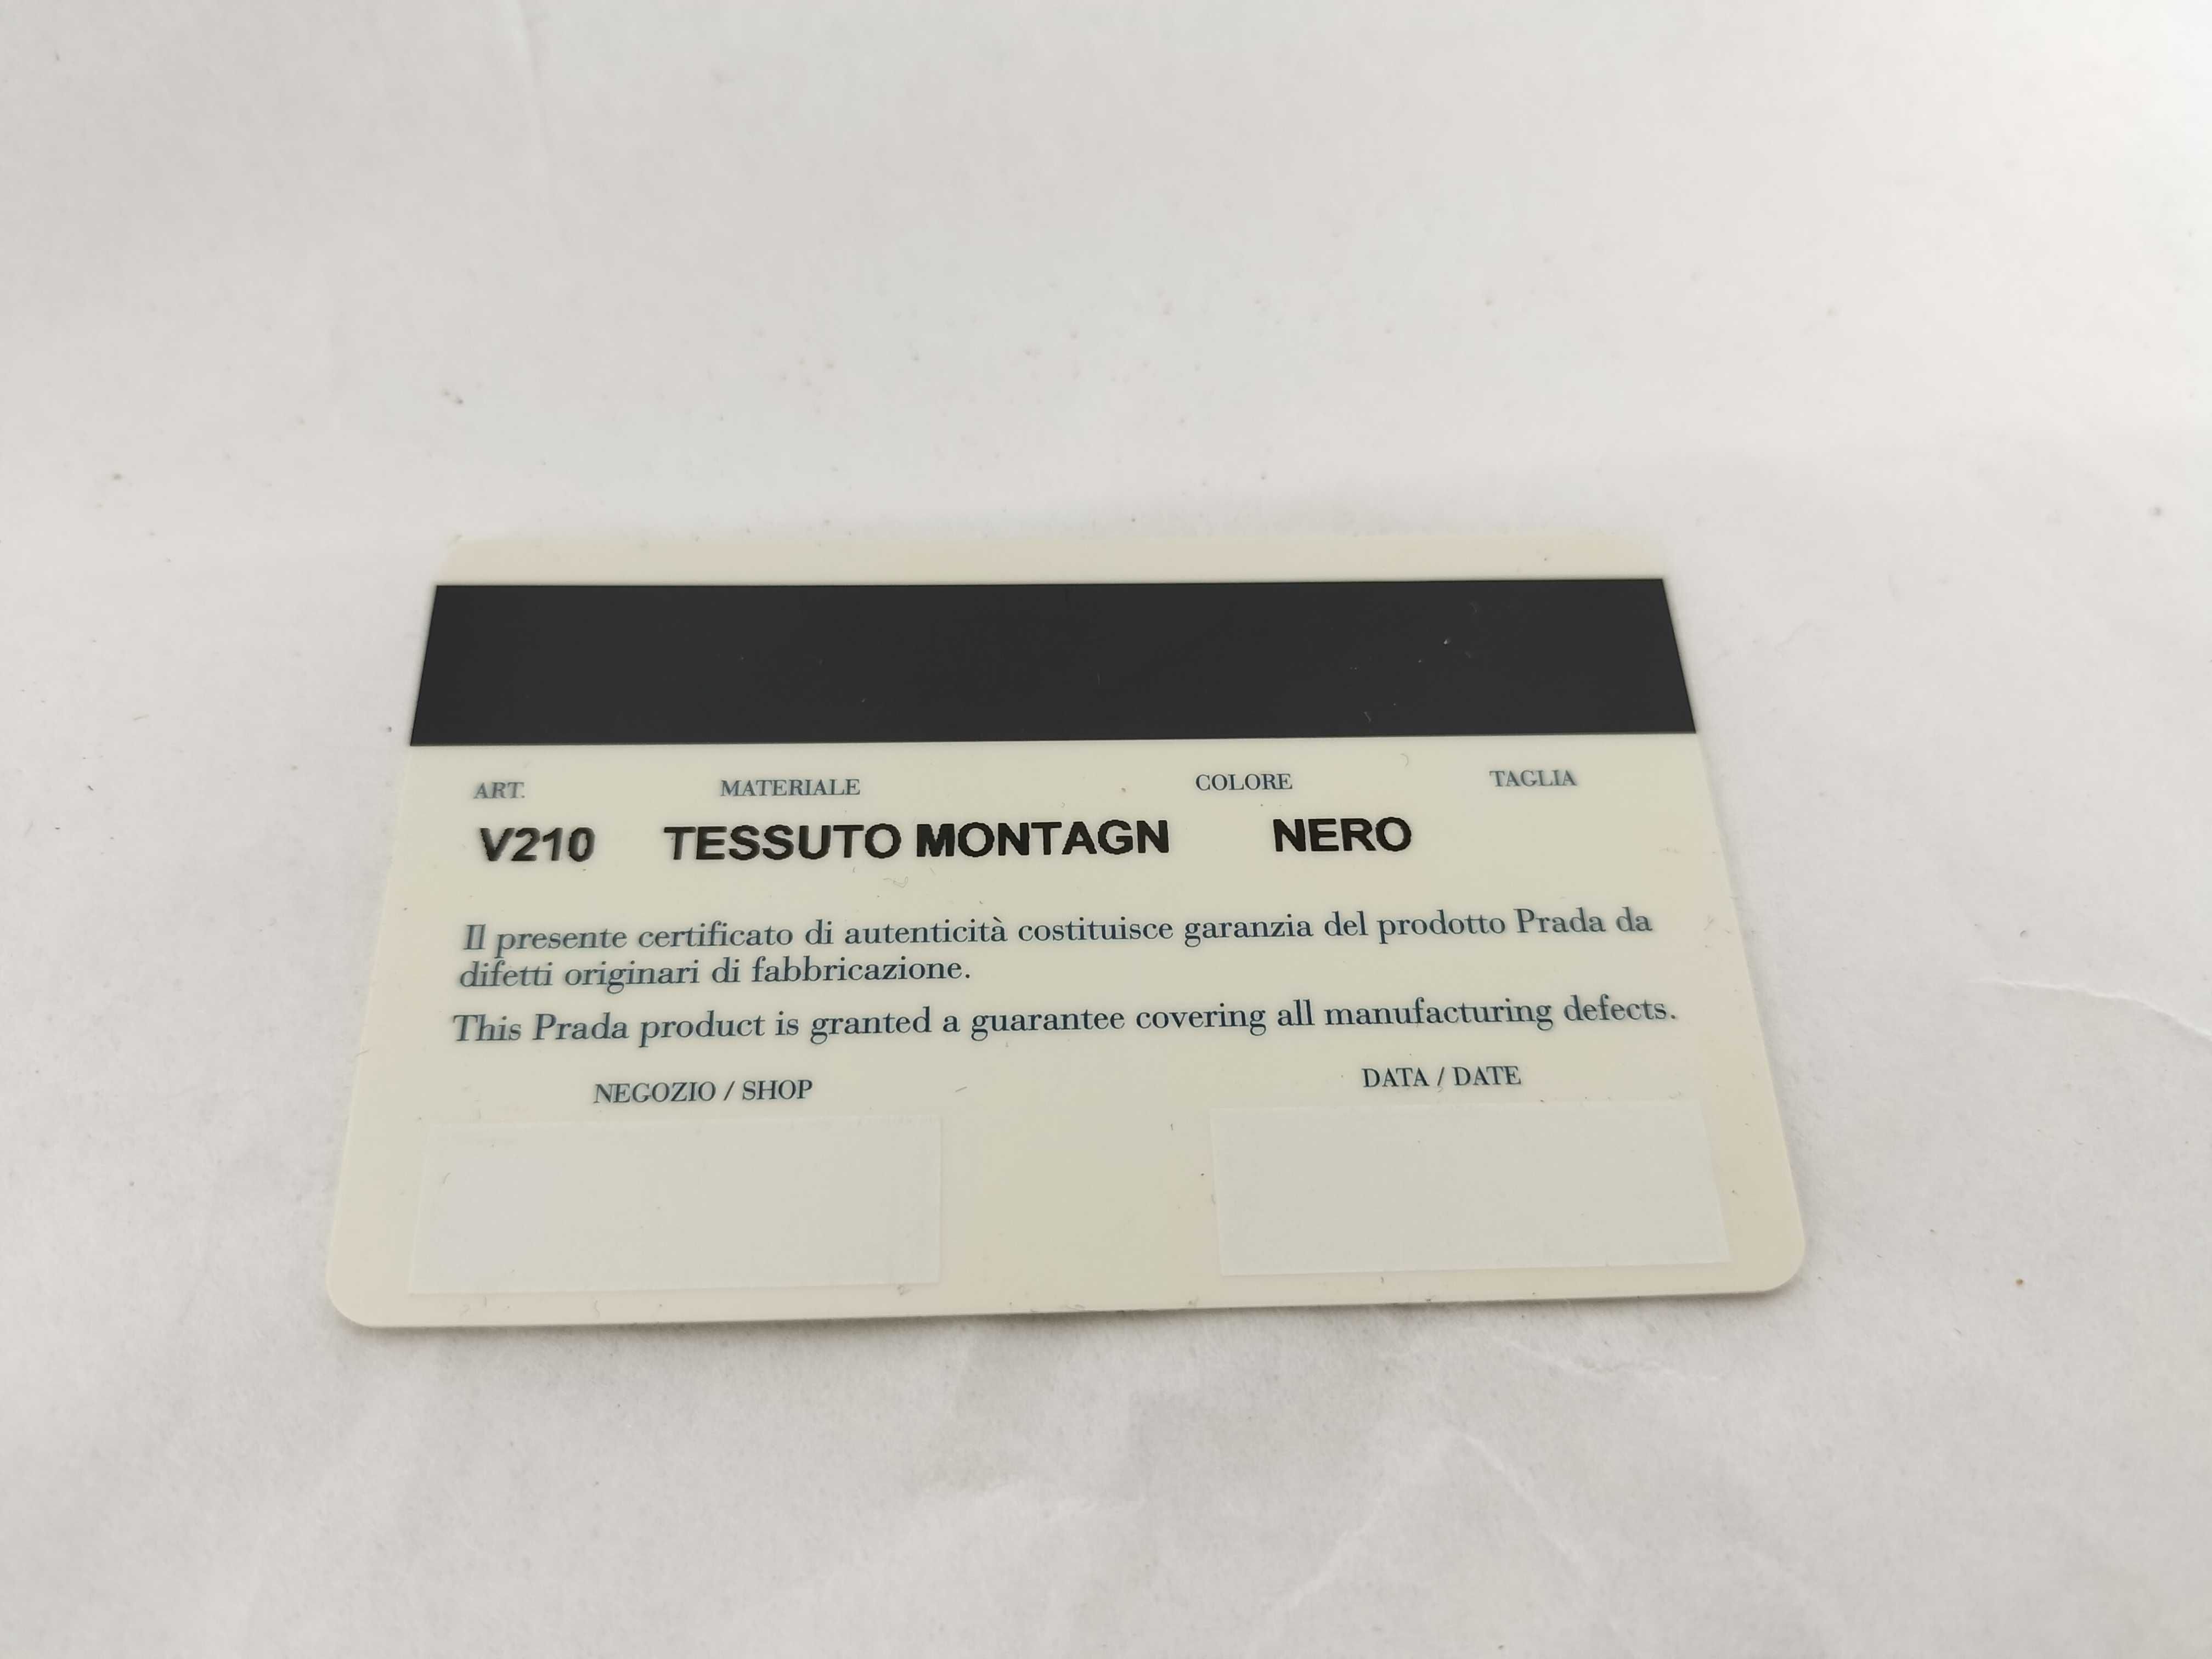 ART. MATERIALE COLORE TAGLIA
V210 TESSUTO MONTAGN NERO
Il presente certificato di autenticità costituisce garanzia del prodotto Prada da
difetti originari di fabbricazione.
This Prada product is granted a guarantee covering all manufacturing defects.
NEGOZIO / SHOP DATA / DATE